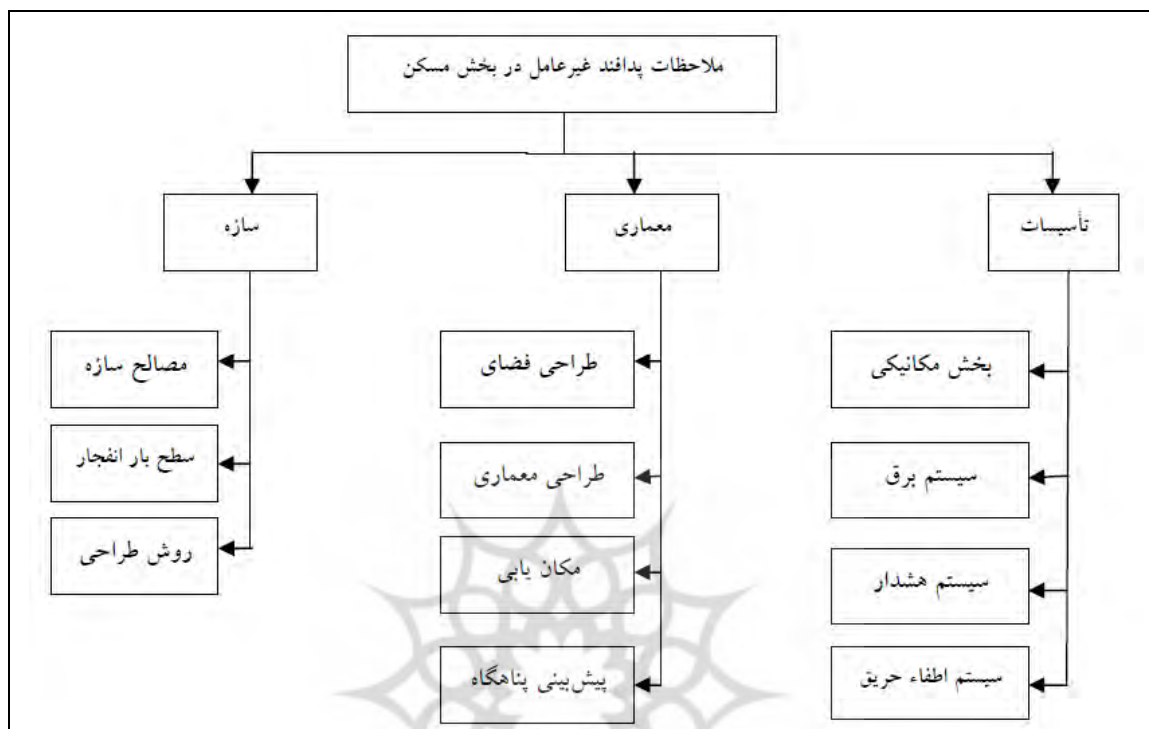 ملاحظات پدافند غیرعامل در بخش مسکن
تأسیسات
معماری
سازه
بخش مکانیکی
سیستم برق
سیستم هشدار
سیستم اطفاء حریق
طراحی فضای
طراحی معماری
مکان یابی
پیش‌بینی پناهگاه
مصالح سازه
سطح بار انفجار
روش طراحی